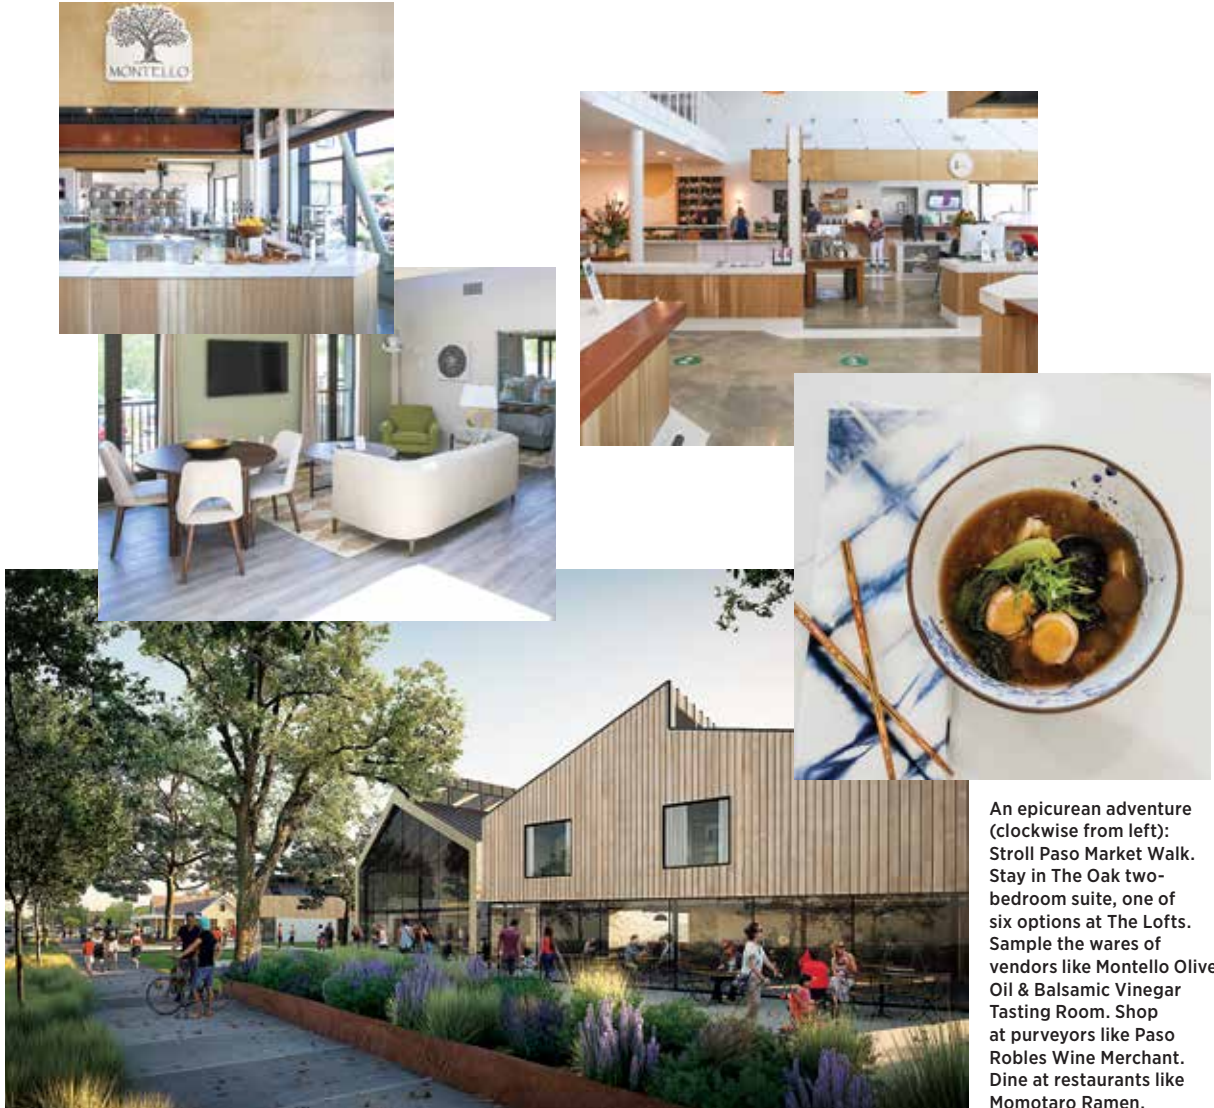 MONTELLO
An epicurean adventure
(clockwise from left):
Stroll Paso Market Walk.
Stay in The Oak two-
bedroom suite, one of
six options at The Lofts.
Sample the wares of
vendors like Montello Olive
Oil & Balsamic Vinegar
Tasting Room. Shop
at purveyors like Paso
Robles Wine Merchant.
Dine at restaurants like
Momotaro Ramen.